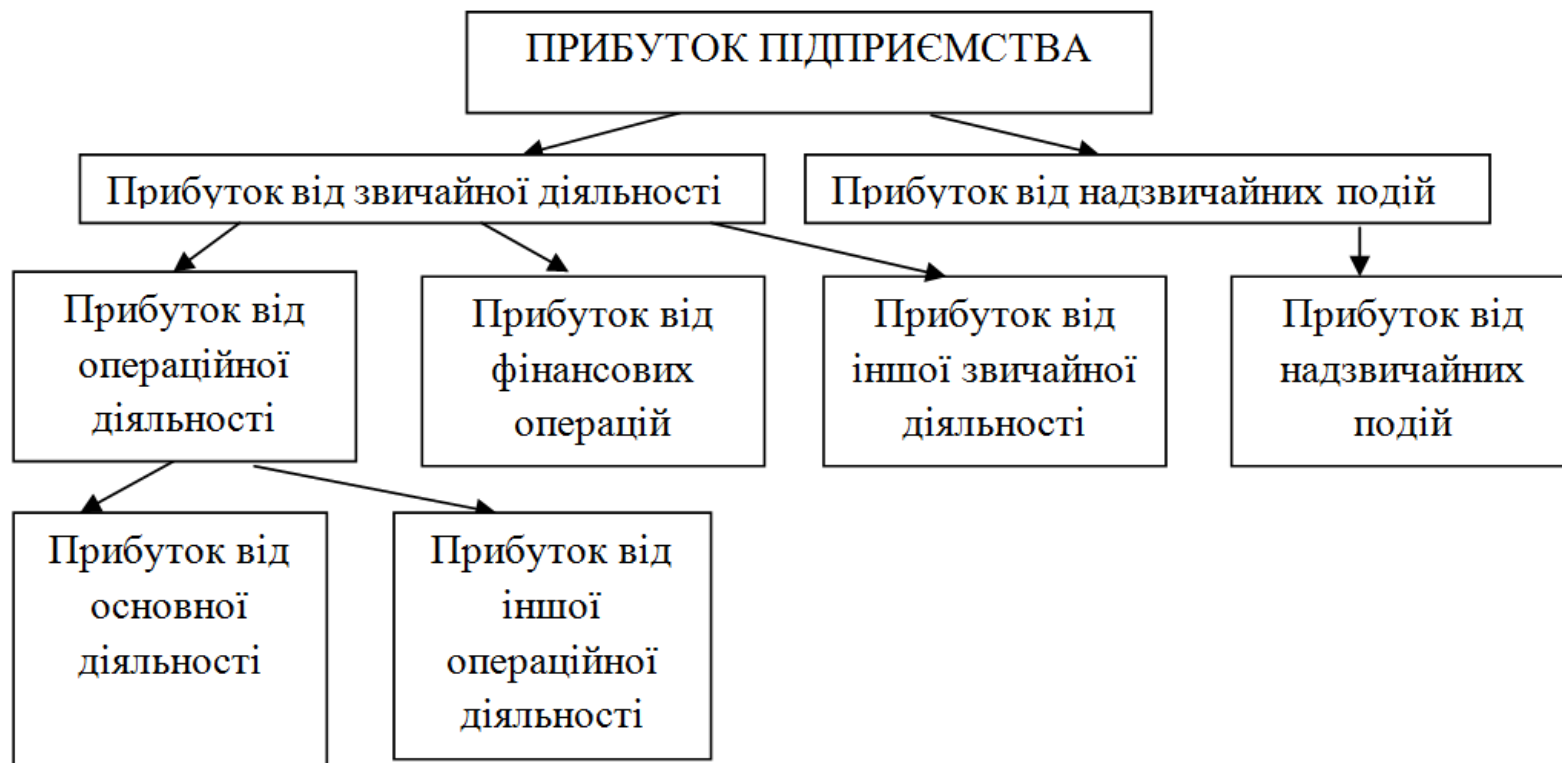 ПРИБУТОК ПІДПРИЄМСТВА
Прибуток від звичайної діяльності
Прибуток від надзвичайних подій
Прибуток від
операційної
діяльності
Прибуток від
фінансових
операцій
Прибуток від
іншої звичайної
діяльності
Прибуток від
надзвичайних
подій
Прибуток від
основної
діяльності
Прибуток від
іншої
операційної
діяльності